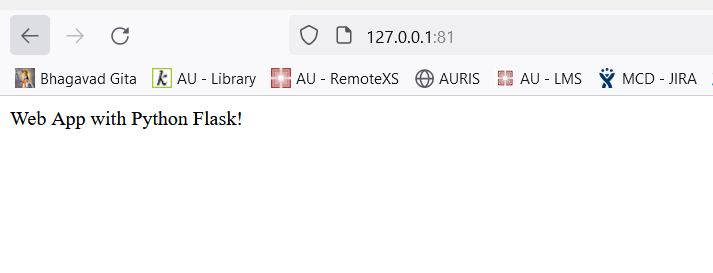 127.0.0.1:81
Bhagavad Gita AU - Library AU - RemoteXS AURIS AU - LMS MCD - JIRA
Web App with Python Flask!